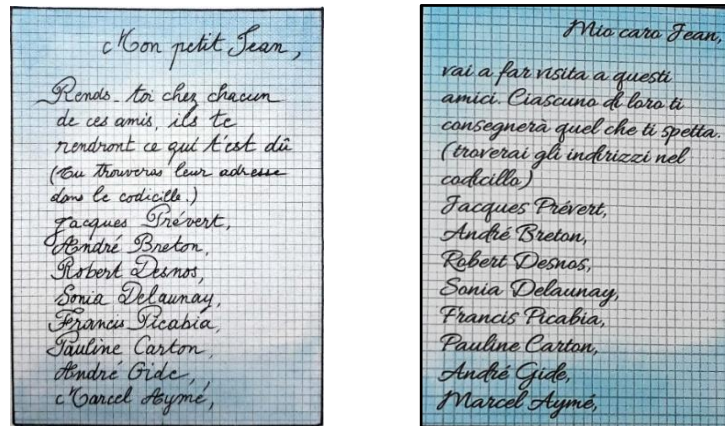 Mon petit Jean,
Rends-toi chez chacun
de ces amis, ils te
rendront ce qui t'est dû
(tu trouveras leur adresse
dans le codicille.)
Jacques Prévert,
André Breton,
Robert Desnos,
Sonia Delaunay,
Francis Picabia,
Pauline Carton,
André Gide,
Marcel Aymé,
Mio caro Jean,
vai a far visita a questi
amici. Ciascuno di loro ti
consegnerà quel che ti spetta.
(troverai gli indirizzi nel
codicillo)
Jacques Prévert,
André Breton,
Robert Desnos,
Sonia Delaunay,
Francis Picabia,
Pauline Carton,
André Gide,
Marcel Aymé,